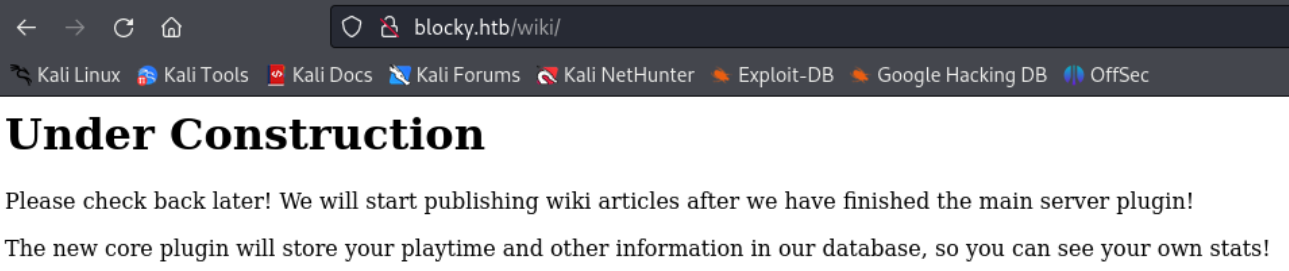 blocky.htb/wiki/
Kali Linux Kali Tools Kali Docs Kali Forums Kali NetHunter Exploit-DB Google Hacking DB OffSec
Under Construction
Please check back later! We will start publishing wiki articles after we have finished the main server plugin!
The new core plugin will store your playtime and other information in our database, so you can see your own stats!